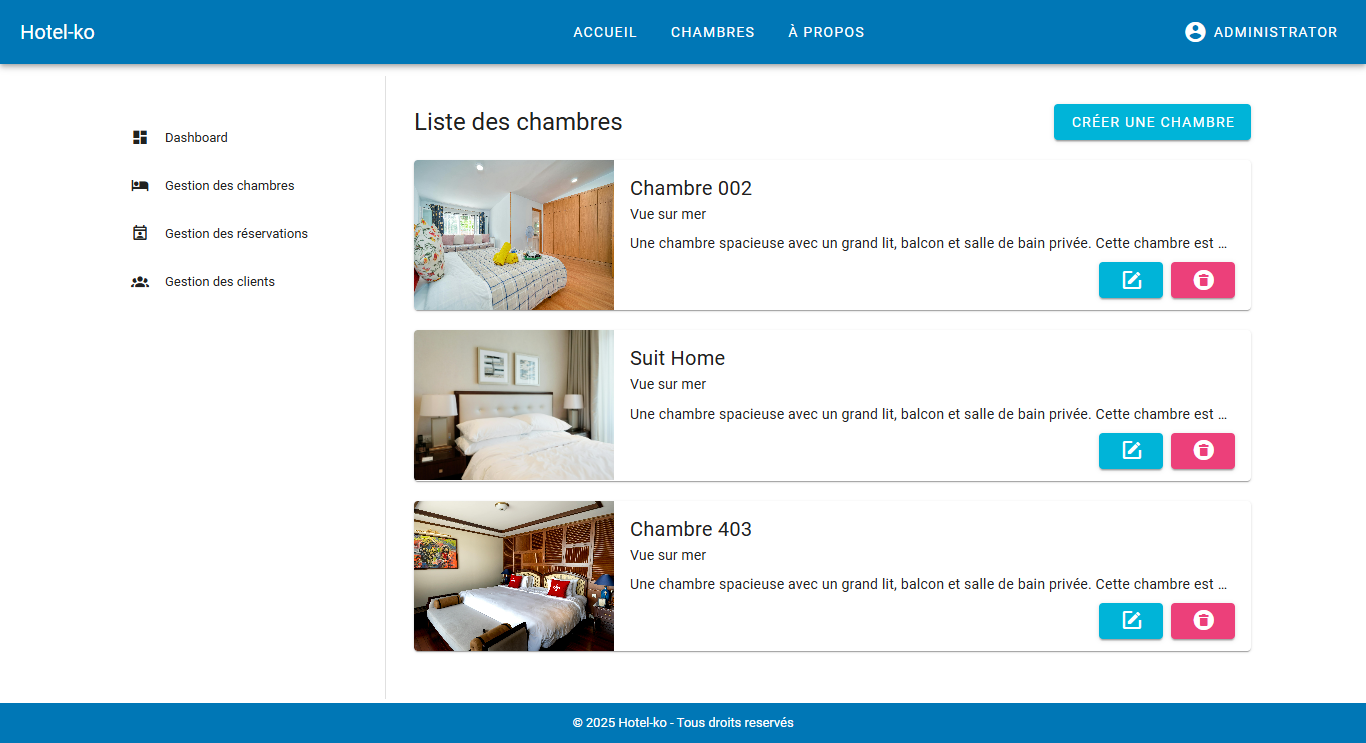 Hotel-ko
ACCUEIL
CHAMBRES
À PROPOS
ADMINISTRATOR
Dashboard
Gestion des chambres
Gestion des réservations
Gestion des clients
Liste des chambres
CRÉER UNE CHAMBRE
Chambre 002
Vue sur mer
Une chambre spacieuse avec un grand lit, balcon et salle de bain privée. Cette chambre est ...
Suit Home
Vue sur mer
Une chambre spacieuse avec un grand lit, balcon et salle de bain privée. Cette chambre est ...
Chambre 403
Vue sur mer
Une chambre spacieuse avec un grand lit, balcon et salle de bain privée. Cette chambre est ...
© 2025 Hotel-ko - Tous droits reservés